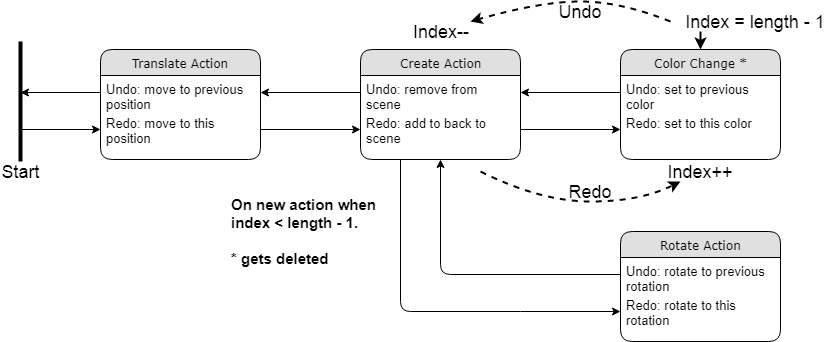 Undo
Index = length - 1
Index--
Translate Action
Undo: move to previous
position
Redo: move to this
position
Create Action
Undo: remove from
scene
Redo: add to back to
scene
Color Change *
Undo: set to previous
color
Redo: set to this color
Start
Index++
Redo
On new action when
index < length - 1.
* gets deleted
Rotate Action
Undo: rotate to previous
rotation
Redo: rotate to this
rotation